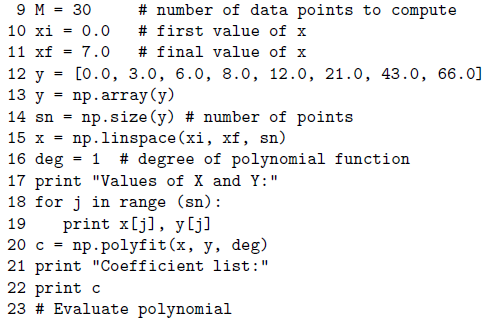 9 M = 30      # number of data points to compute
10 xi = 0.0   # first value of x
11 xf = 7.0   # final value of x
12 y = [0.0, 3.0, 6.0, 8.0, 12.0, 21.0, 43.0, 66.0]
13 y = np.array(y)
14 sn = np.size(y) # number of points
15 x = np.linspace(xi, xf, sn)
16 deg = 1  # degree of polynomial function
17 print "Values of X and Y:"
18 for j in range (sn):
19    print x[j], y[j]
20 c = np.polyfit(x, y, deg)
21 print "Coefficient list:"
22 print c
23 # Evaluate polynomial